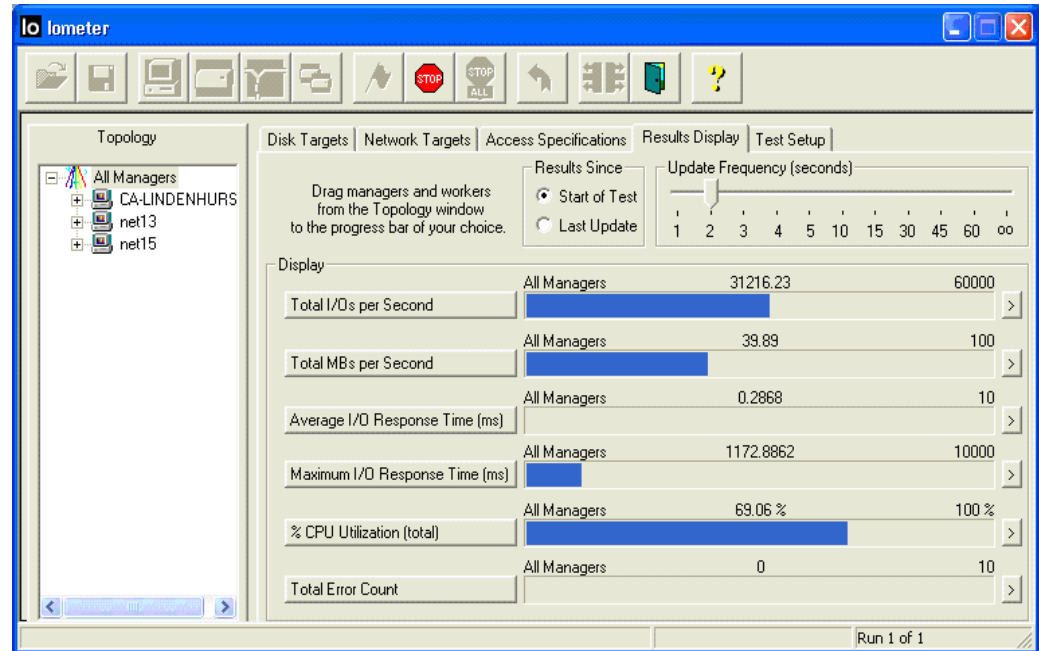 Io Iometer
STOP
STOP
ALL
?
Topology
All Managers
CA-LINDENHURS
net13
net15
Disk Targets
Network Targets
Access Specifications
Results Display
Test Setup
Drag managers and workers
from the Topology window
to the progress bar of your choice.
Results Since
Start of Test
Last Update
Update Frequency (seconds)
1 2 3 4 5 10 15 30 45 60 oo
Display
All Managers 31216.23 60000
Total I/Os per Second >
All Managers 39.89 100
Total MBs per Second >
All Managers 0.2868 10
Average I/O Response Time (ms) >
All Managers 1172.8862 10000
Maximum I/O Response Time (ms) >
All Managers 69.06 % 100 %
% CPU Utilization (total) >
All Managers 0 10
Total Error Count >
Run 1 of 1